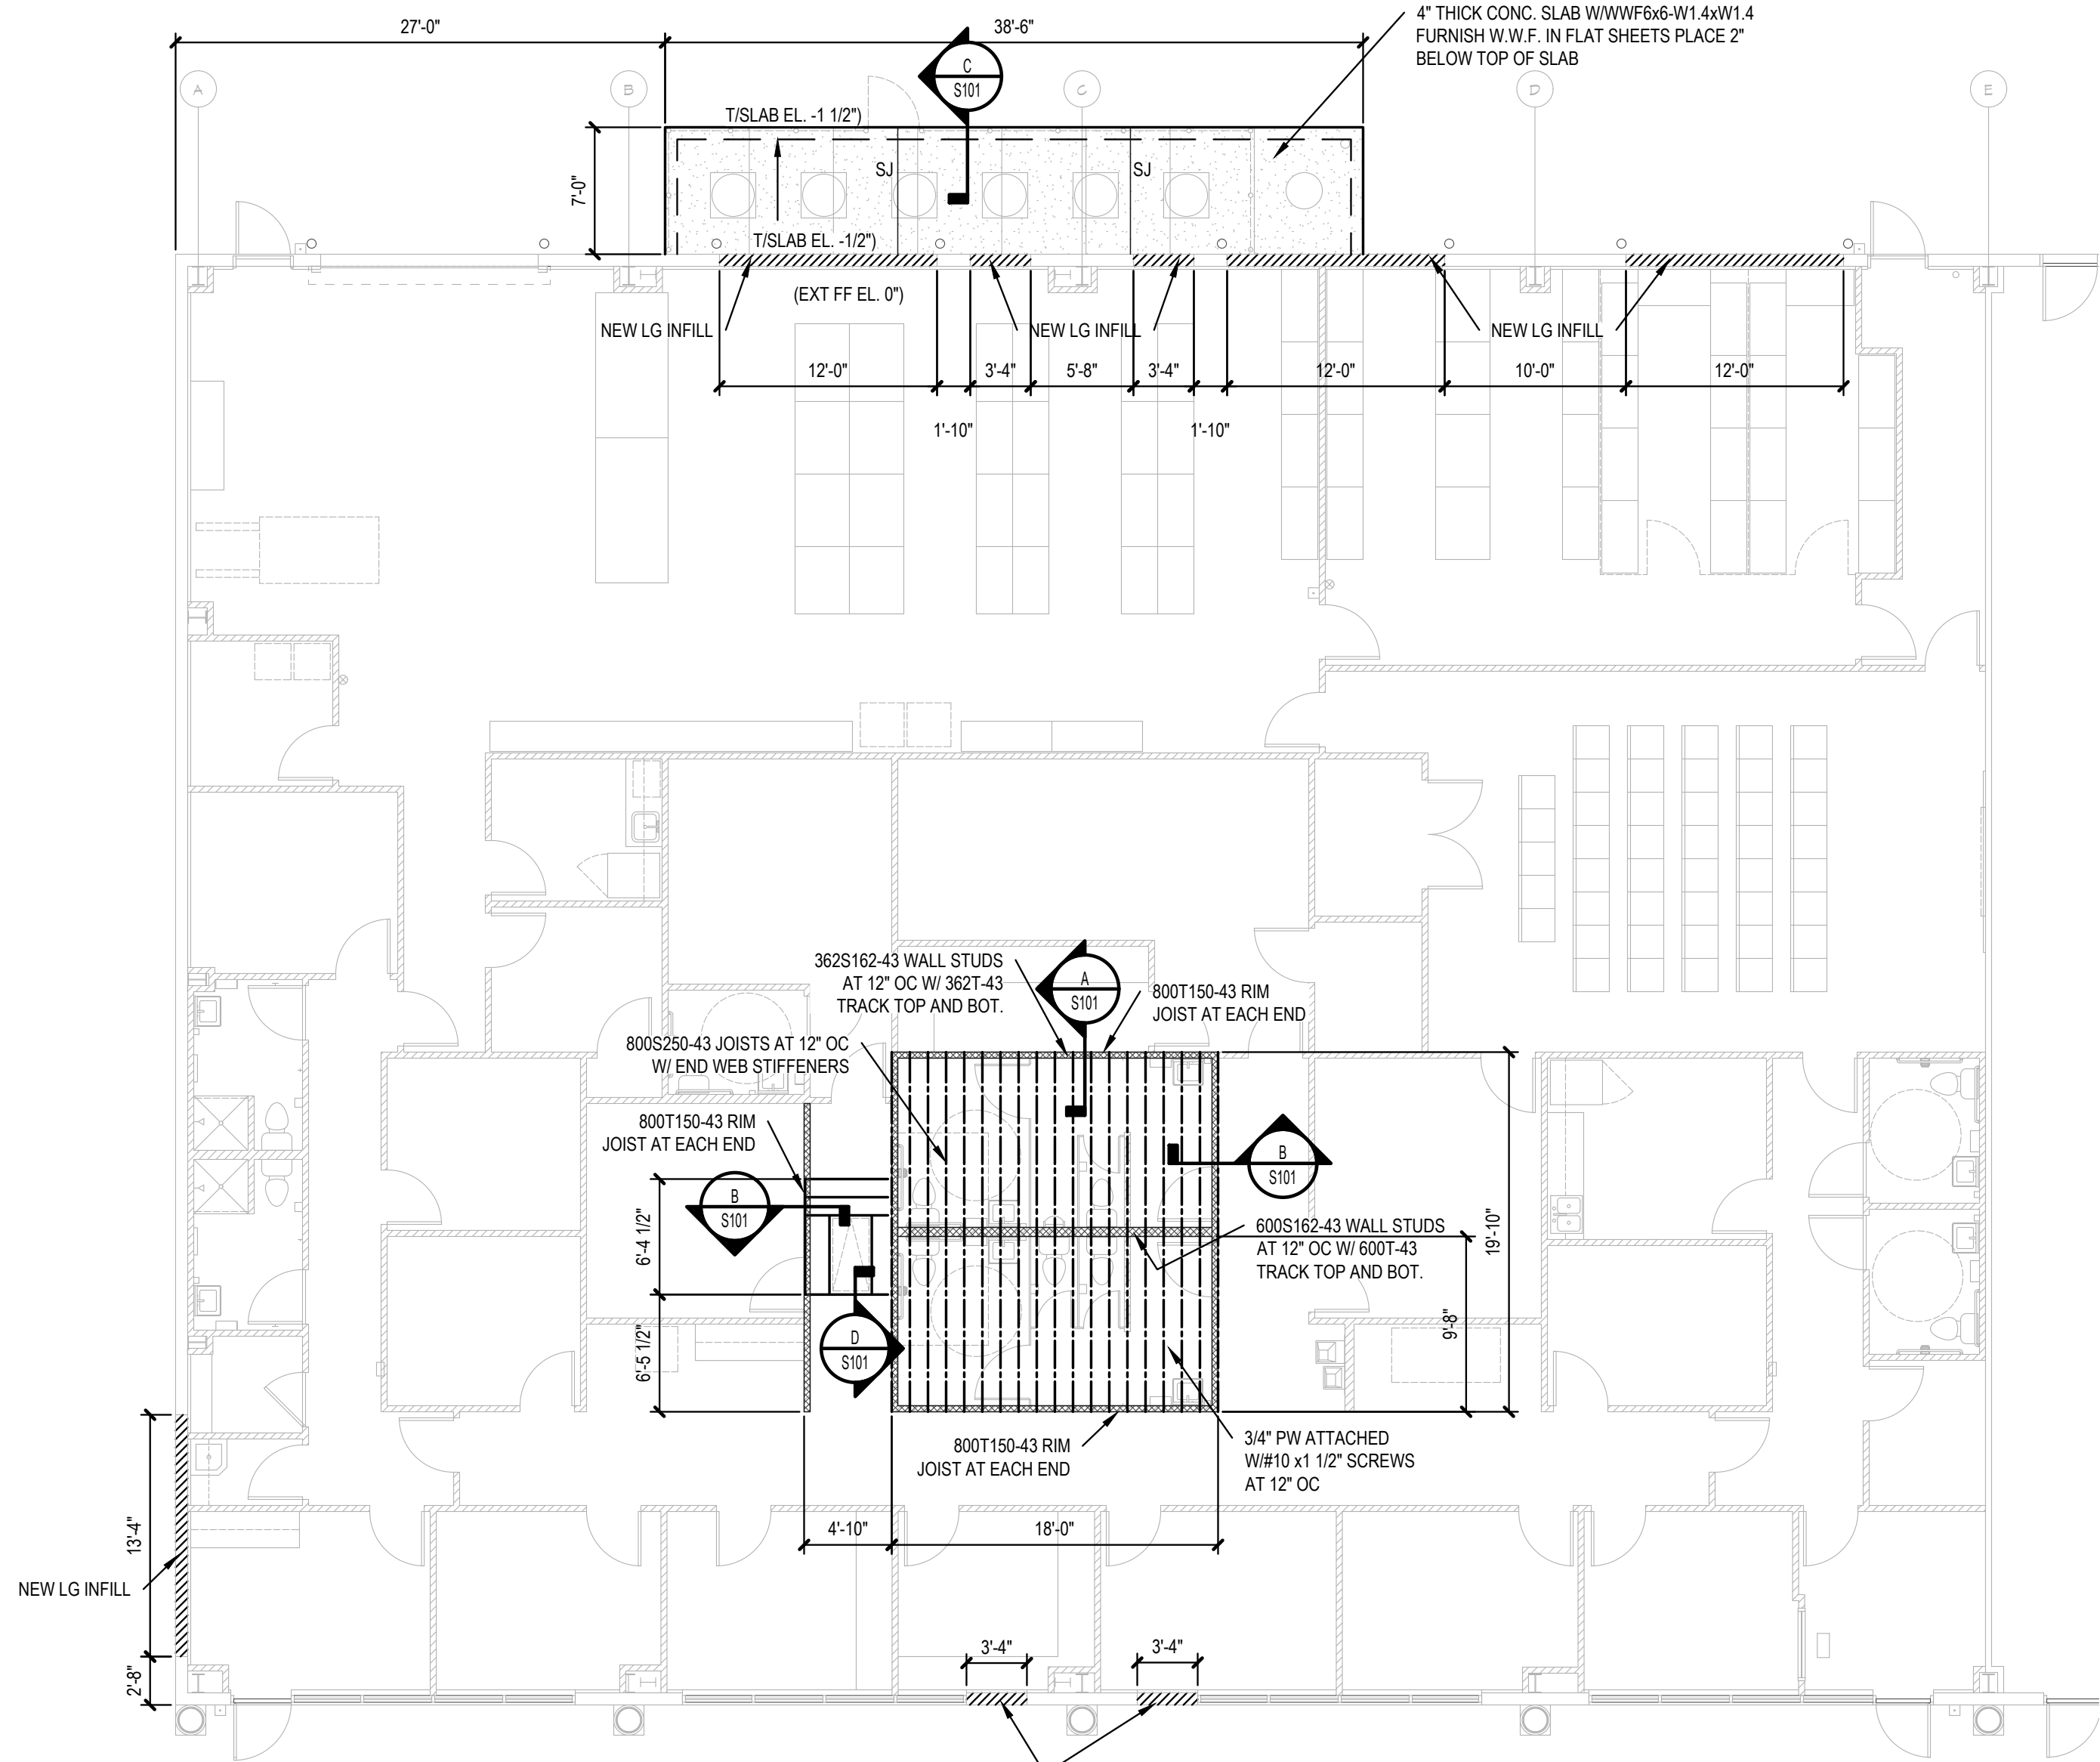 27'-0"
38'-6"
4" THICK CONC. SLAB W/WWF6x6-W1.4xW1.4
FURNISH W.W.F. IN FLAT SHEETS PLACE 2"
BELOW TOP OF SLAB
A
B
C
D
E
C
S101
T/SLAB EL. -1 1/2")
7'-0"
SJ
SJ
T/SLAB EL. -1/2")
(EXT FF EL. 0")
NEW LG INFILL
NEW LG INFILL
NEW LG INFILL
12'-0"
3'-4"
5'-8"
3'-4"
12'-0"
10'-0"
12'-0"
1'-10"
1'-10"
362S162-43 WALL STUDS
AT 12" OC W/ 362T-43
TRACK TOP AND BOT.
A
S101
800T150-43 RIM
JOIST AT EACH END
800S250-43 JOISTS AT 12" OC
W/ END WEB STIFFENERS
800T150-43 RIM
JOIST AT EACH END
B
S101
B
S101
6'-4 1/2"
600S162-43 WALL STUDS
AT 12" OC W/ 600T-43
TRACK TOP AND BOT.
19'-10"
9'-8"
D
S101
6'-5 1/2"
800T150-43 RIM
JOIST AT EACH END
3/4" PW ATTACHED
W/#10 x1 1/2" SCREWS
AT 12" OC
4'-10"
18'-0"
13'-4"
NEW LG INFILL
2'-8"
3'-4"
3'-4"